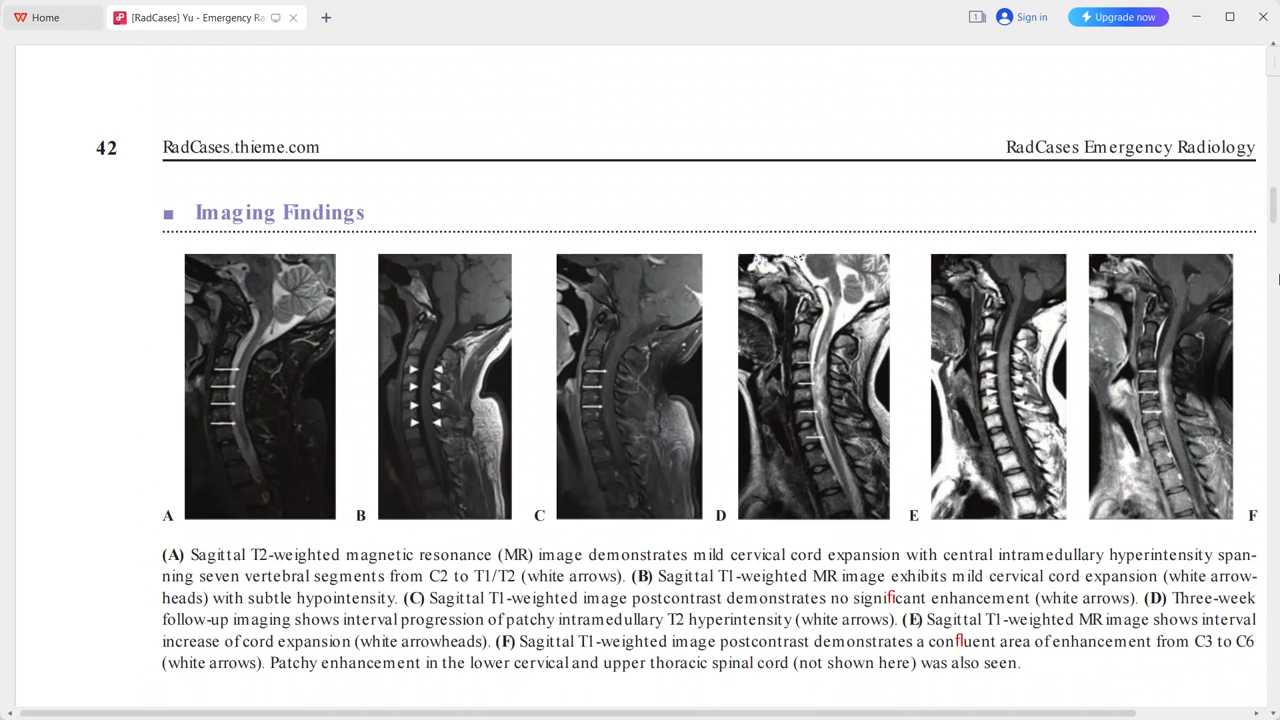 Home
[RadCases] Yu - Emergency Ra
1
Sign in
Upgrade now
42
RadCases.thieme.com
RadCases Emergency Radiology
Imaging Findings
A
B
C
D
E
F
(A) Sagittal T2-weighted magnetic resonance (MR) image demonstrates mild cervical cord expansion with central intramedullary hyperintensity span-
ning seven vertebral segments from C2 to T1/T2 (white arrows). (B) Sagittal T1-weighted MR image exhibits mild cervical cord expansion (white arrow-
heads) with subtle hypointensity. (C) Sagittal T1-weighted image postcontrast demonstrates no significant enhancement (white arrows). (D) Three-week
follow-up imaging shows interval progression of patchy intramedullary T2 hyperintensity (white arrows). (E) Sagittal T1-weighted MR image shows interval
increase of cord expansion (white arrowheads). (F) Sagittal T1-weighted image postcontrast demonstrates a confluent area of enhancement from C3 to C6
(white arrows). Patchy enhancement in the lower cervical and upper thoracic spinal cord (not shown here) was also seen.